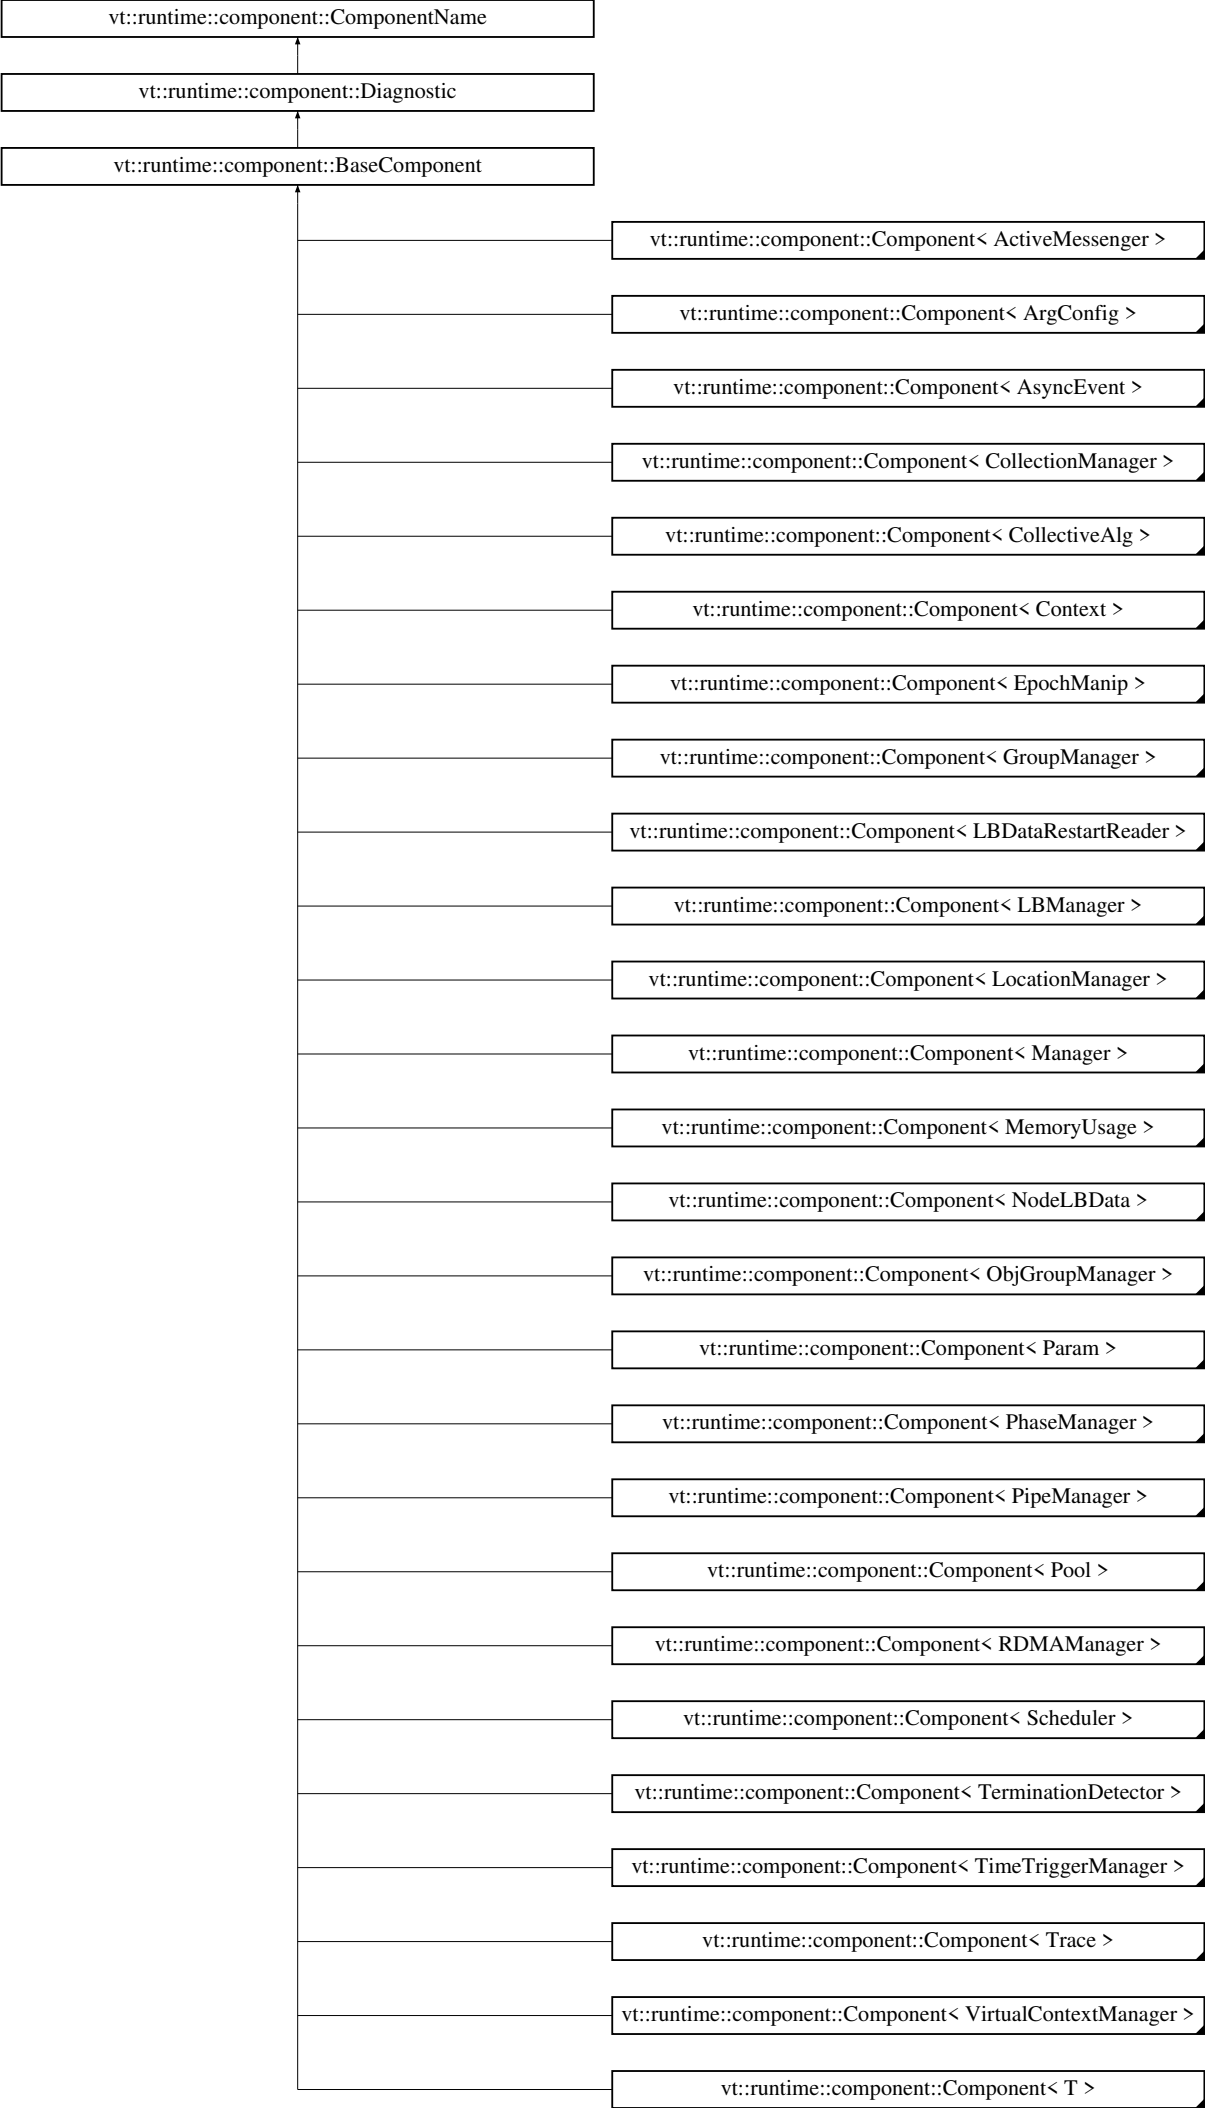 vt::runtime::component::ComponentName
vt::runtime::component::Diagnostic
vt::runtime::component::BaseComponent
vt::runtime::component::Component< ActiveMessenger >
vt::runtime::component::Component< ArgConfig >
vt::runtime::component::Component< AsyncEvent >
vt::runtime::component::Component< CollectionManager >
vt::runtime::component::Component< CollectiveAlg >
vt::runtime::component::Component< Context >
vt::runtime::component::Component< EpochManip >
vt::runtime::component::Component< GroupManager >
vt::runtime::component::Component< LBDataRestartReader >
vt::runtime::component::Component< LBManager >
vt::runtime::component::Component< LocationManager >
vt::runtime::component::Component< Manager >
vt::runtime::component::Component< MemoryUsage >
vt::runtime::component::Component< NodeLBData >
vt::runtime::component::Component< ObjGroupManager >
vt::runtime::component::Component< Param >
vt::runtime::component::Component< PhaseManager >
vt::runtime::component::Component< PipeManager >
vt::runtime::component::Component< Pool >
vt::runtime::component::Component< RDMAManager >
vt::runtime::component::Component< Scheduler >
vt::runtime::component::Component< TerminationDetector >
vt::runtime::component::Component< TimeTriggerManager >
vt::runtime::component::Component< Trace >
vt::runtime::component::Component< VirtualContextManager >
vt::runtime::component::Component< T >